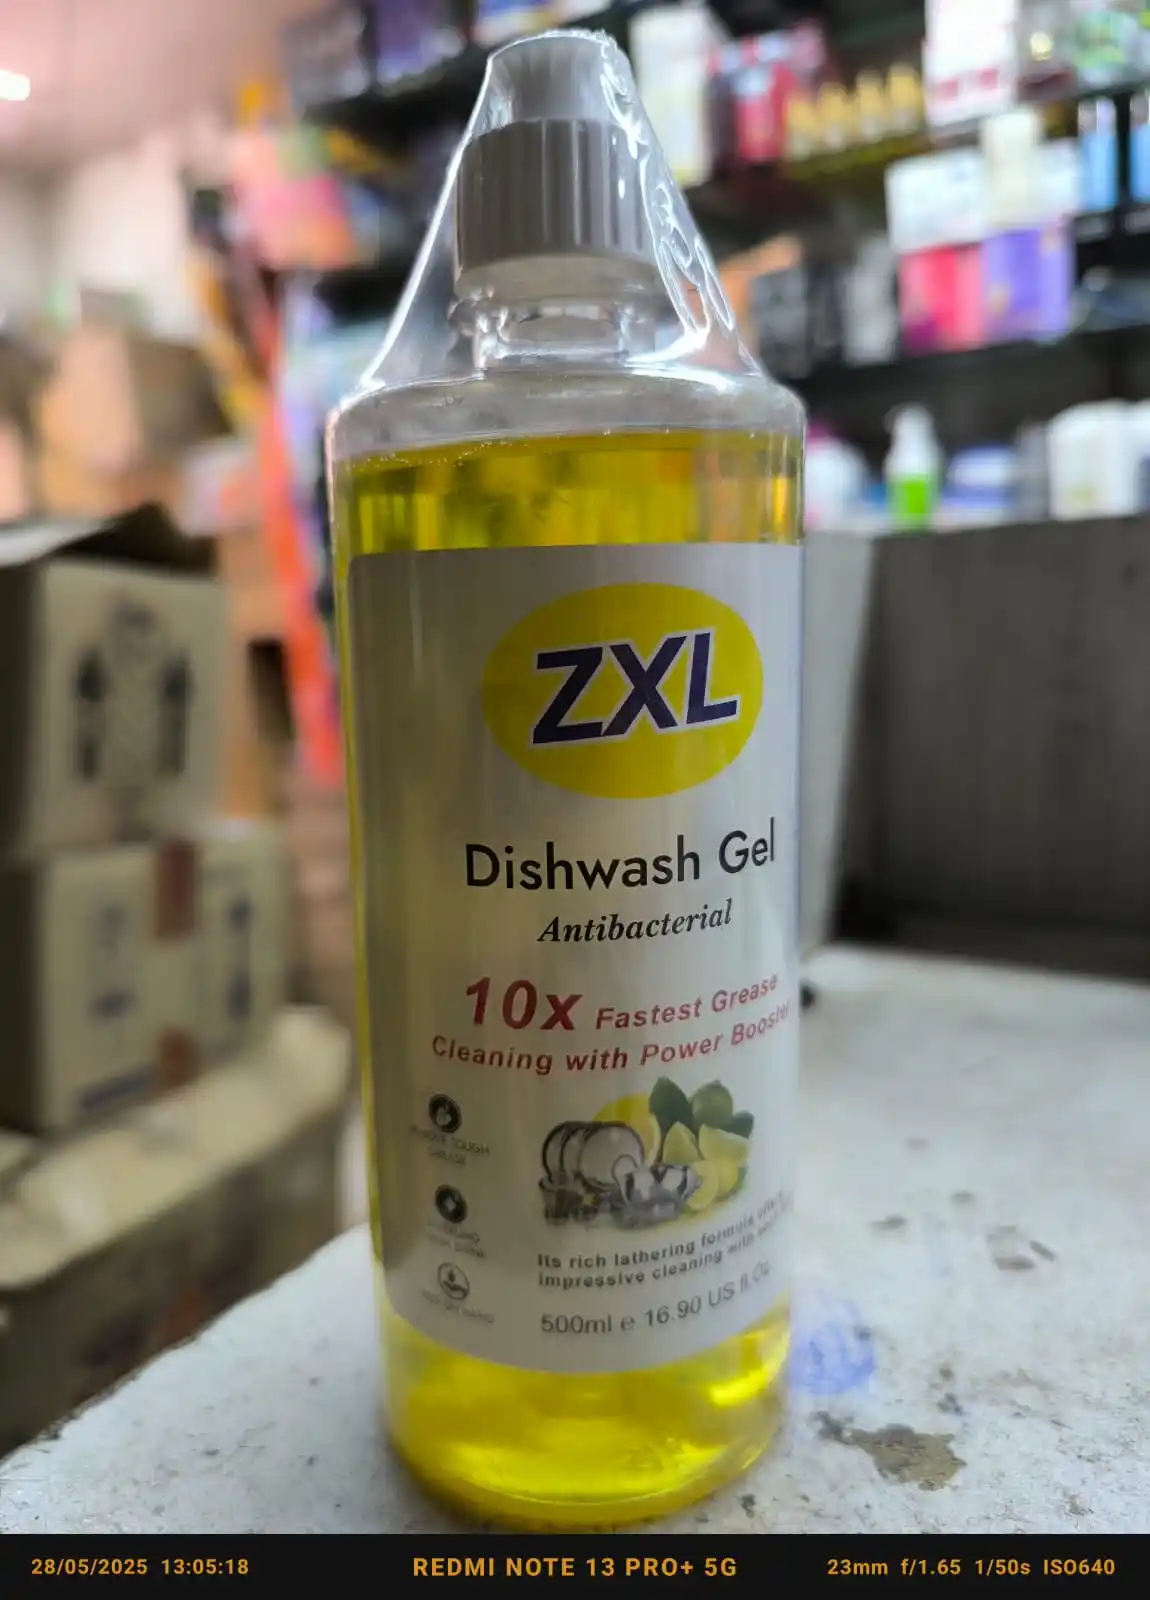 ZXL
Dishwash Gel
Antibacterial
10x Fastest Grease
Cleaning with Power Booster
TOUGH
GREASE
Its rich lathering formula
impressive cleaning with
500ml e 16.90 US fl.Oz.
28/05/2025 13:05:18
REDMI NOTE 13 PRO+ 5G
23mm f/1.65 1/50s ISO640